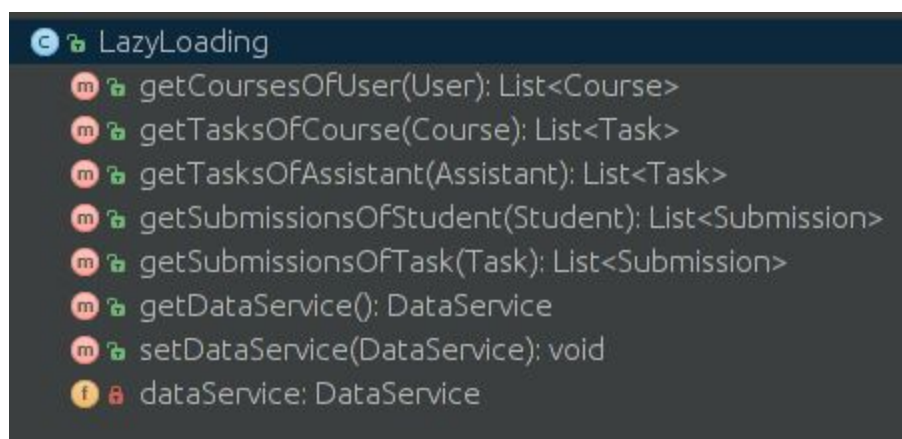 C LazyLoading
m getCoursesOfUser(User): List<Course>
m getTasksOfCourse(Course): List<Task>
m getTasksOfAssistant(Assistant): List<Task>
m getSubmissionsOfStudent(Student): List<Submission>
m getSubmissionsOfTask(Task): List<Submission>
m getDataService(): DataService
m setDataService(DataService): void
f dataService: DataService